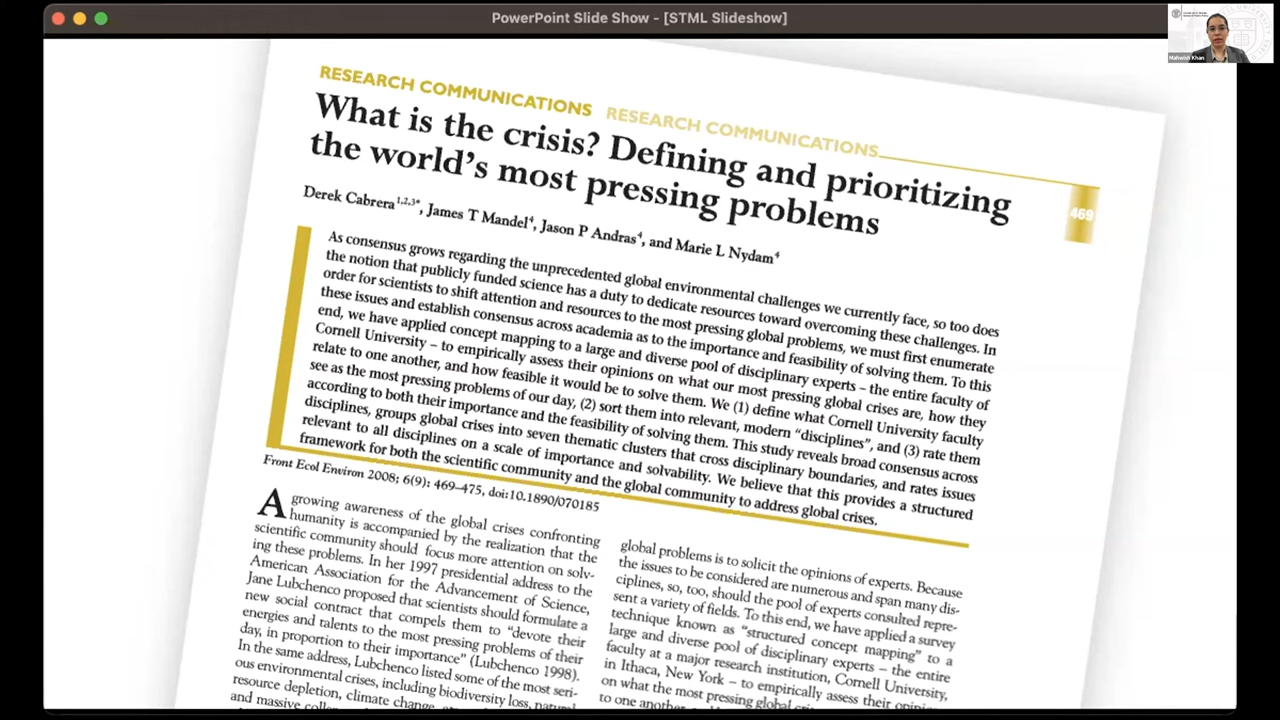 PowerPoint Slide Show - [STML Slideshow]
Mahwish Khan
RESEARCH COMMUNICATIONS RESEARCH COMMUNICATIONS
What is the crisis? Defining and prioritizing
the world's most pressing problems
469
Derek Cabrera1,2,3*, James T Mandel4, Jason P Andras4, and Marie L Nydam4
As consensus grows regarding the unprecedented global environmental challenges we currently face, so too does
the notion that publicly funded science has a duty to dedicate resources toward overcoming these challenges. In
order for scientists to shift attention and resources to the most pressing global problems, we must first enumerate
these issues and establish consensus across academia as to the importance and feasibility of solving them. To this
end, we have applied concept mapping to a large and diverse pool of disciplinary experts – the entire faculty of
Cornell University – to empirically assess their opinions on what our most pressing global crises are, how they
relate to one another, and how feasible it would be to solve them. We (1) define what Cornell University faculty
see as the most pressing problems of our day, (2) sort them into relevant, modern "disciplines", and (3) rate them
according to both their importance and the feasibility of solving them. This study reveals broad consensus across
disciplines, groups global crises into seven thematic clusters that cross disciplinary boundaries, and rates issues
relevant to all disciplines on a scale of importance and solvability. We believe that this provides a structured
framework for both the scientific community and the global community to address global crises.
Front Ecol Environ 2008; 6(9): 469–475, doi:10.1890/070185
A growing awareness of the global crises confronting
humanity is accompanied by the realization that the
scientific community should focus more attention on solv-
ing these problems. In her 1997 presidential address to the
American Association for the Advancement of Science,
Jane Lubchenco proposed that scientists should formulate a
new social contract that compels them to "devote their
energies and talents to the most pressing problems of their
day, in proportion to their importance" (Lubchenco 1998).
In the same address, Lubchenco listed some of the most seri-
ous environmental crises, including biodiversity loss,
resource depletion, climate change,
and massive
global problems is to solicit the opinions of experts. Because
the issues to be considered are numerous and span many dis-
ciplines, so, too, should the pool of experts consulted repre-
sent a variety of fields. To this end, we have applied a survey
technique known as "structured concept mapping" to a
large and diverse pool of disciplinary experts – the entire
faculty at a major research institution, Cornell University,
in Ithaca, New York – to empirically assess their
on what the most pressing global
to one another